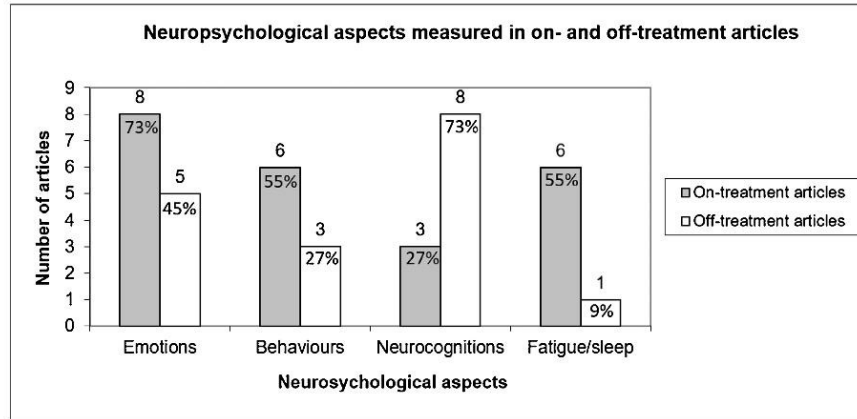 Neuropsychological aspects measured in on- and off-treatment articles
Number of articles
9
8
7
6
5
4
3
2
1
0
8
73%
5
45%
6
55%
3
27%
3
27%
8
73%
6
55%
1
9%
Emotions
Behaviours
Neurocognitions
Fatigue/sleep
Neurosychological aspects
On-treatment articles
Off-treatment articles